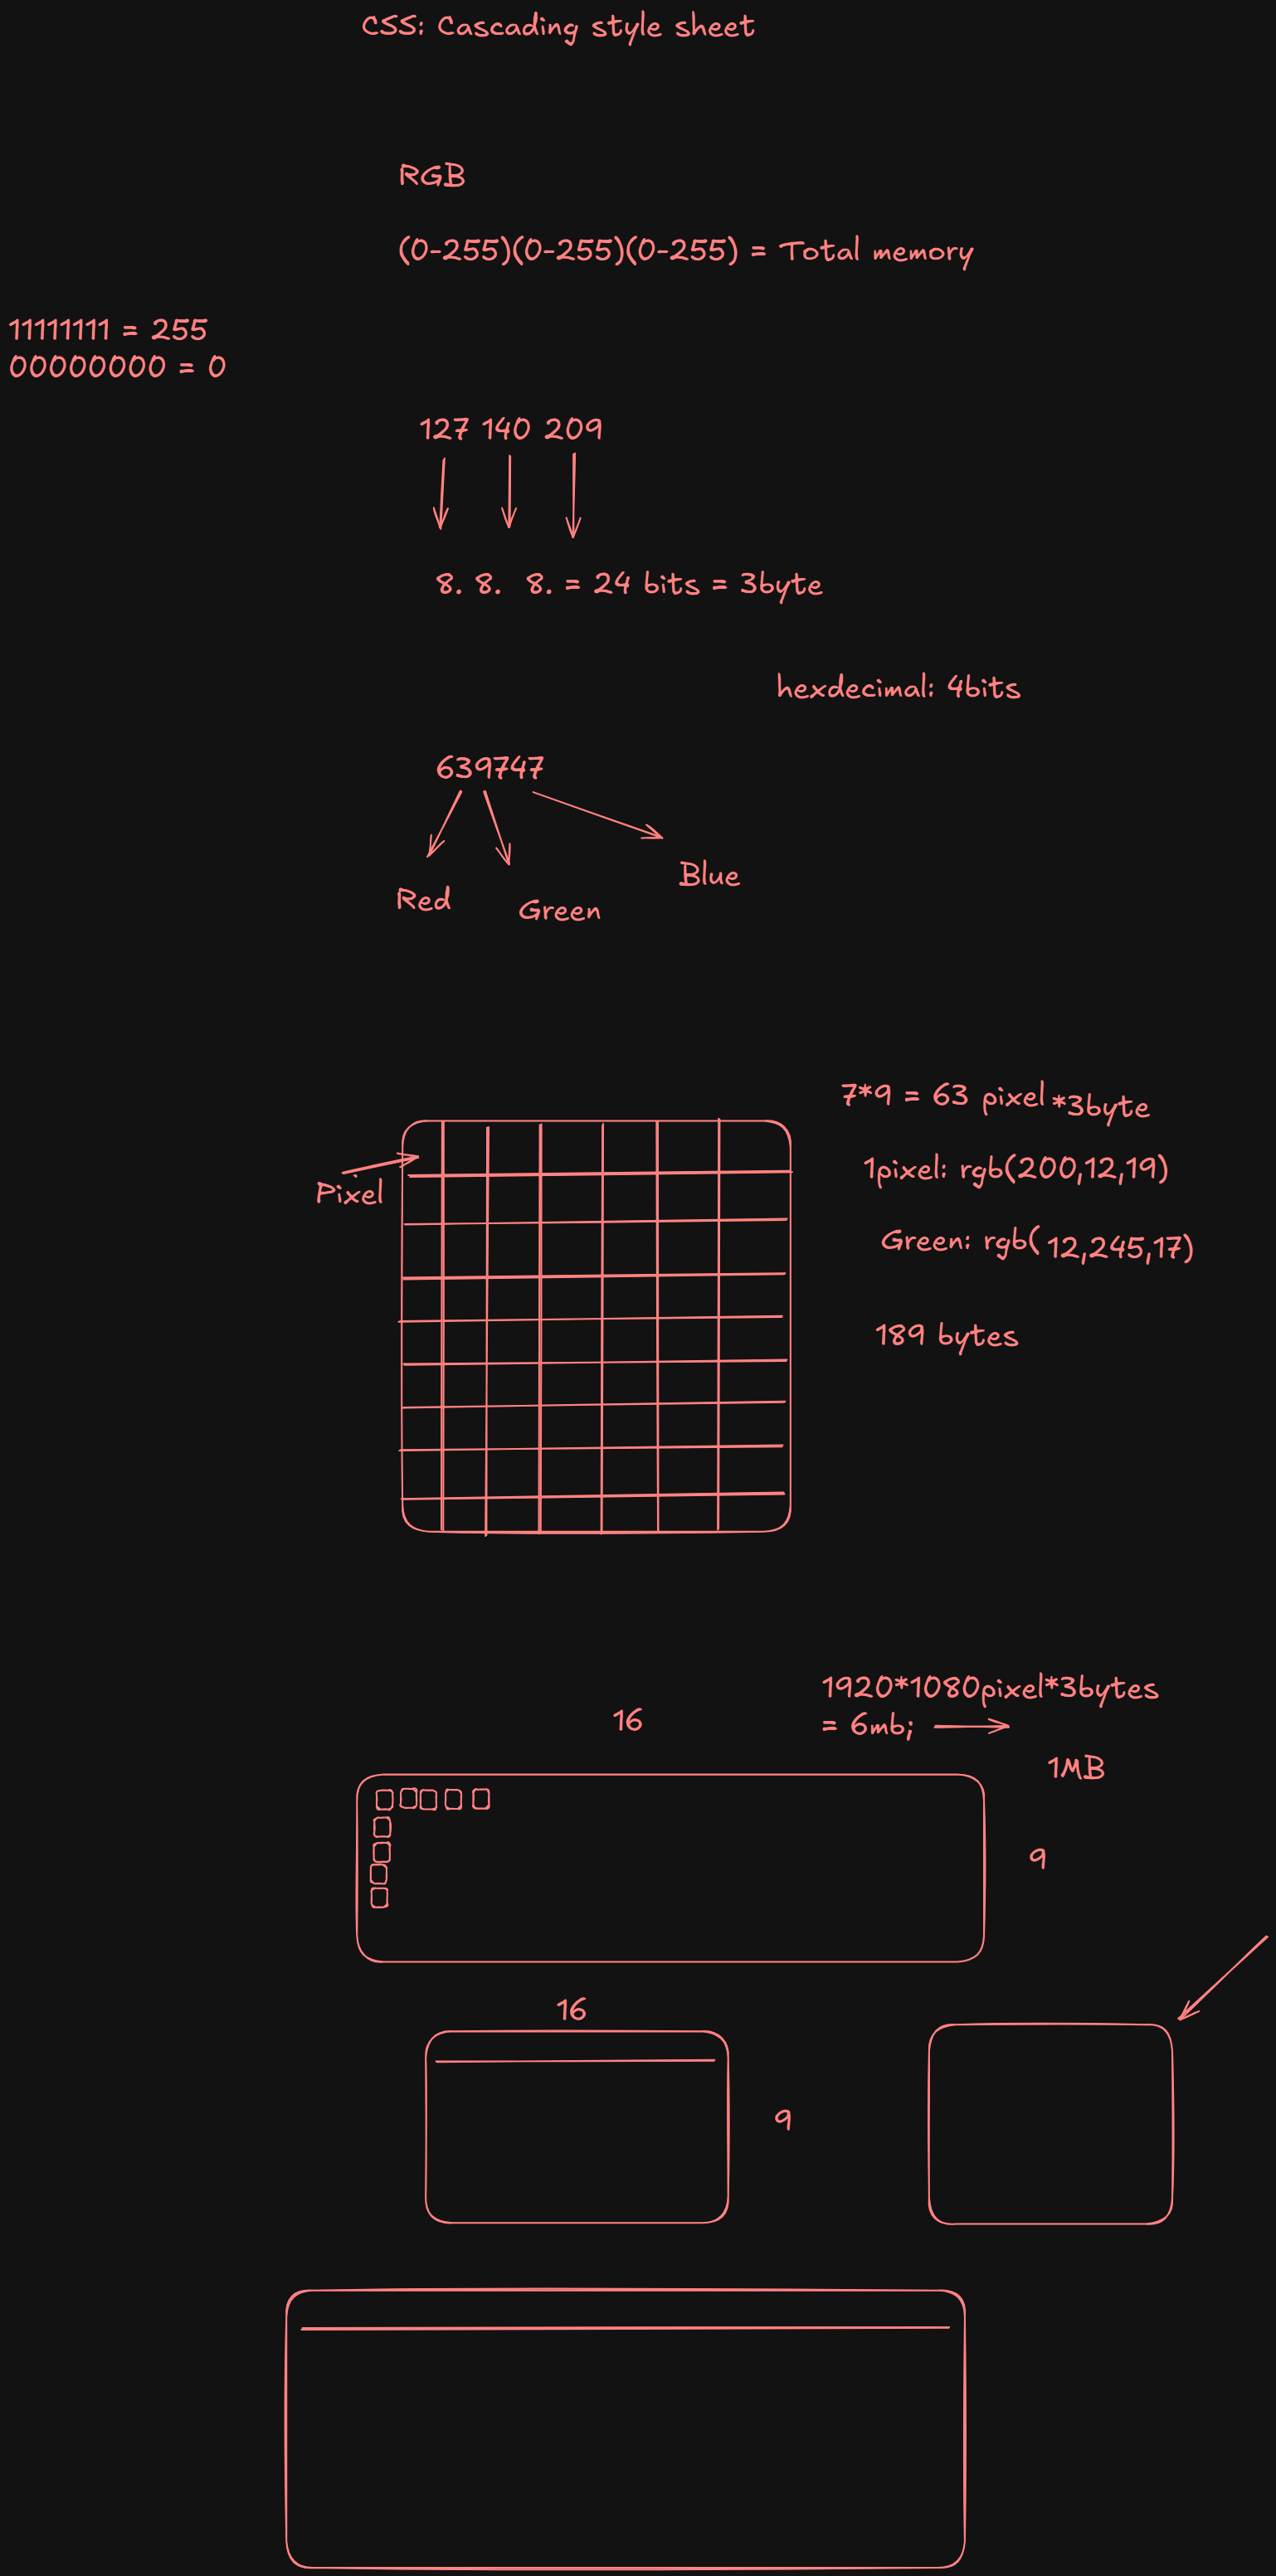 CSS: Cascading style sheet
RGB
(0-255)(0-255)(0-255) = Total memory
11111111 = 255
00000000 = 0
127 140 209
8. 8. 8. = 24 bits = 3byte
hexdecimal: 4bits
639747
Red
Green
Blue
7*9 = 63 pixel *3byte
Pixel
1pixel: rgb(200,12,19)
Green: rgb( 12,245,17)
189 bytes
1920*1080pixel*3bytes
= 6mb;
16
1MB
9
16
9